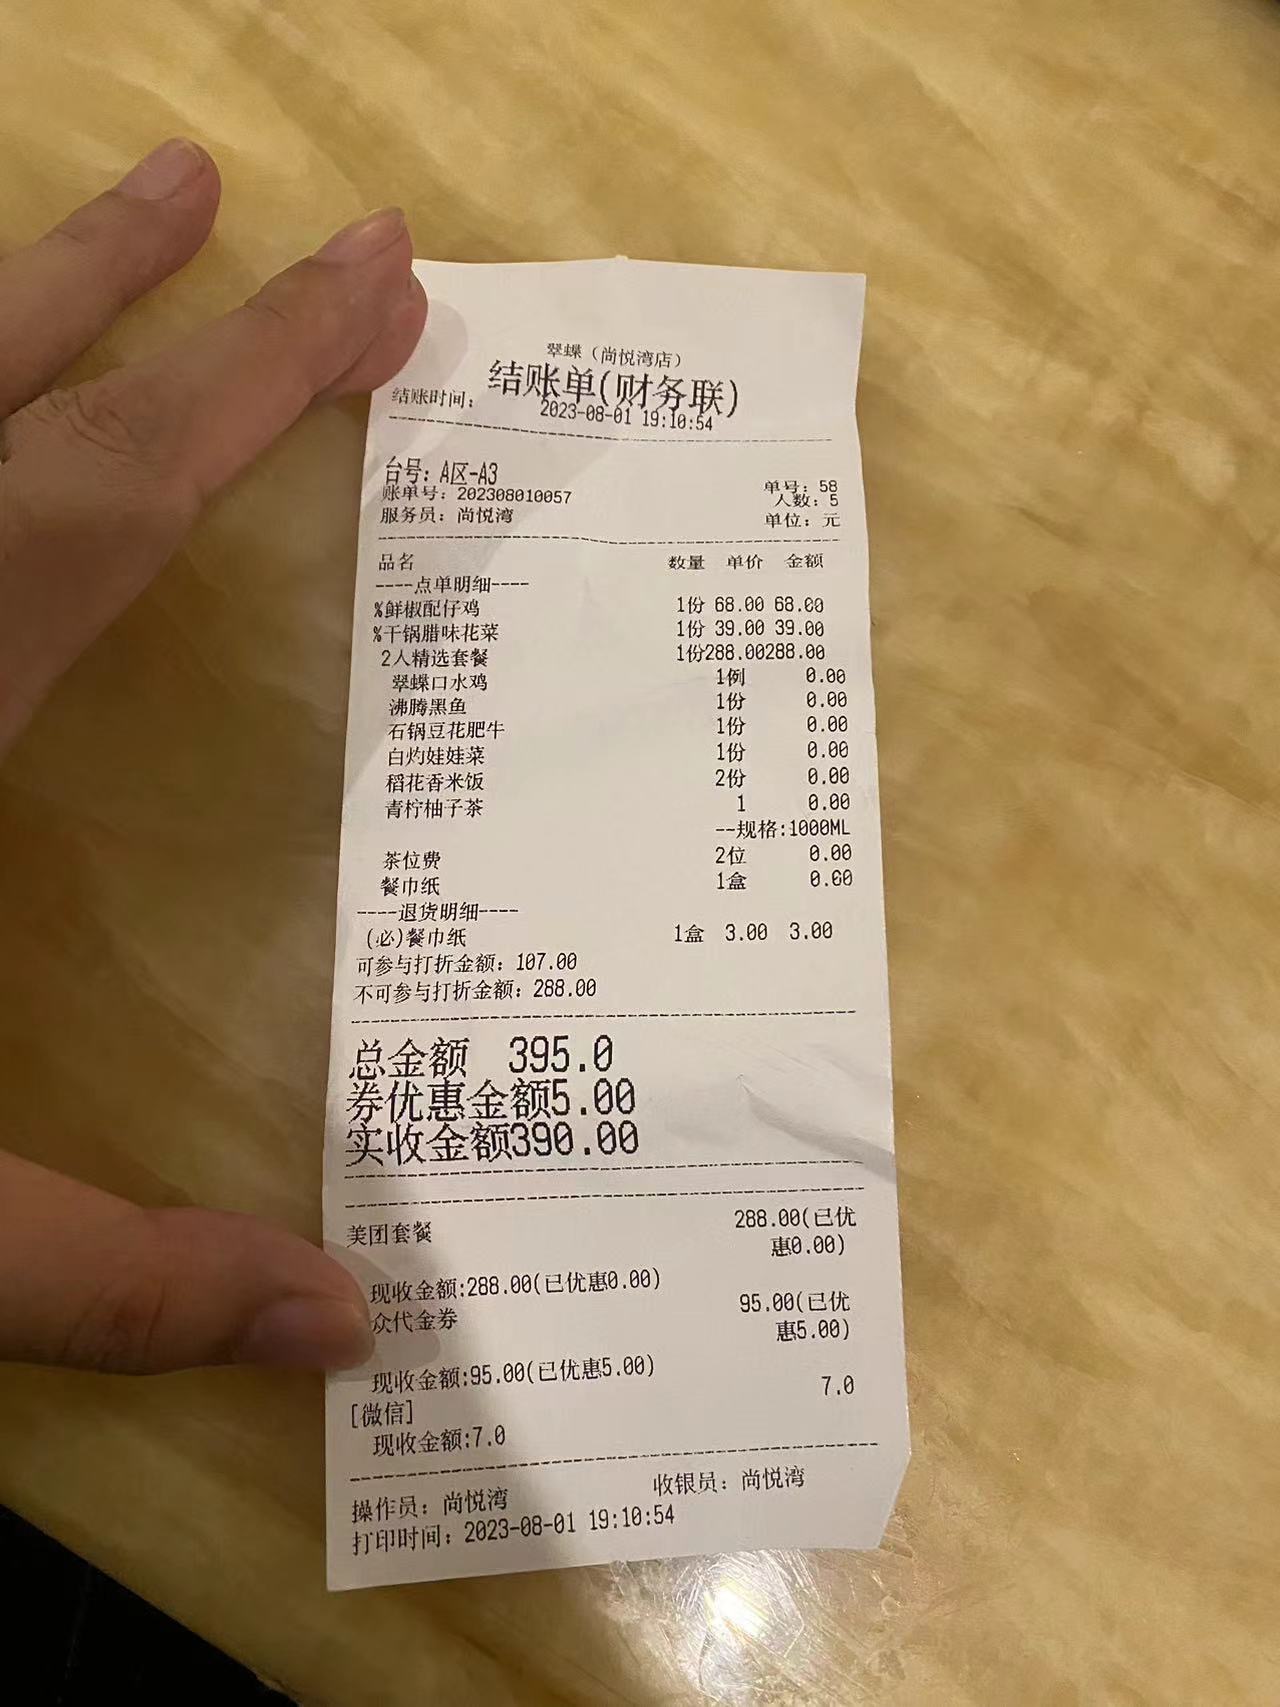 翠蝶（尚悦湾店）
结账单(财务联)
结账时间： 2023-08-01 19:10:54
台号：A区-A3
账单号：202308010057 单号：58
人数：5
服务员：尚悦湾 单位：元
品名 数量 单价 金额
----点单明细----
%鲜椒配仔鸡 1份 68.00 68.00
%干锅腊味花菜 1份 39.00 39.00
2人精选套餐 1份288.00288.00
翠蝶口水鸡 1例 0.00
沸腾黑鱼 1份 0.00
石锅豆花肥牛 1份 0.00
白灼娃娃菜 1份 0.00
稻花香米饭 2份 0.00
青柠柚子茶 1 0.00
--规格:1000ML
茶位费 2位 0.00
餐巾纸 1盒 0.00
----退货明细----
(必)餐巾纸 1盒 3.00 3.00
可参与打折金额：107.00
不可参与打折金额：288.00
总金额 395.0
券优惠金额5.00
实收金额390.00
美团套餐 288.00(已优
惠0.00)
现收金额:288.00(已优惠0.00)
众代金券 95.00(已优
惠5.00)
现收金额:95.00(已优惠5.00)
[微信] 7.0
现收金额:7.0
操作员：尚悦湾 收银员：尚悦湾
打印时间：2023-08-01 19:10:54